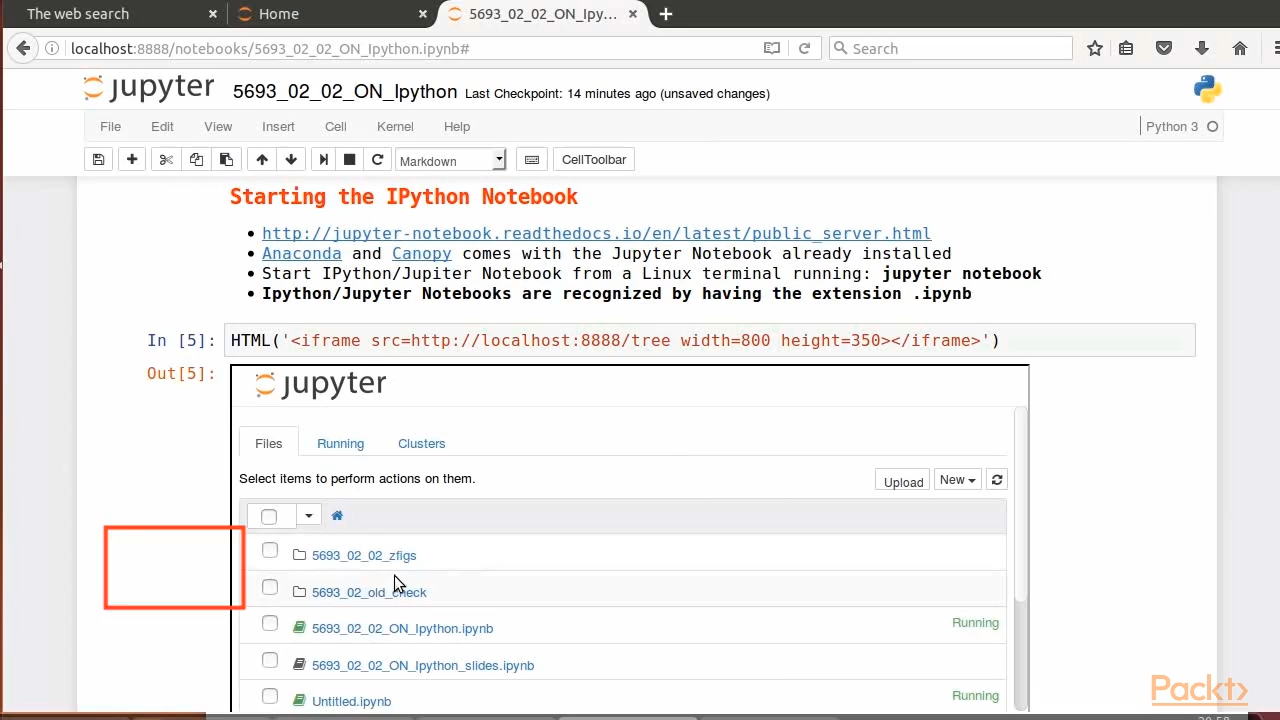 The web search
Home
5693_02_02_ON_Ipy...
localhost:8888/notebooks/5693_02_02_ON_Ipython.ipynb#
Search
jupyter 5693_02_02_ON_Ipython Last Checkpoint: 14 minutes ago (unsaved changes)
File Edit View Insert Cell Kernel Help
Python 3
Markdown
CellToolbar
Starting the IPython Notebook
http://jupyter-notebook.readthedocs.io/en/latest/public_server.html
Anaconda and Canopy comes with the Jupyter Notebook already installed
Start IPython/Jupiter Notebook from a Linux terminal running: jupyter notebook
Ipython/Jupyter Notebooks are recognized by having the extension .ipynb
In [5]: HTML('<iframe src=http://localhost:8888/tree width=800 height=350></iframe>')
Out[5]:
jupyter
Files Running Clusters
Select items to perform actions on them.
Upload New
5693_02_02_zfigs
5693_02_old_check
5693_02_02_ON_Ipython.ipynb Running
5693_02_02_ON_Ipython_slides.ipynb
Untitled.ipynb Running
Packt